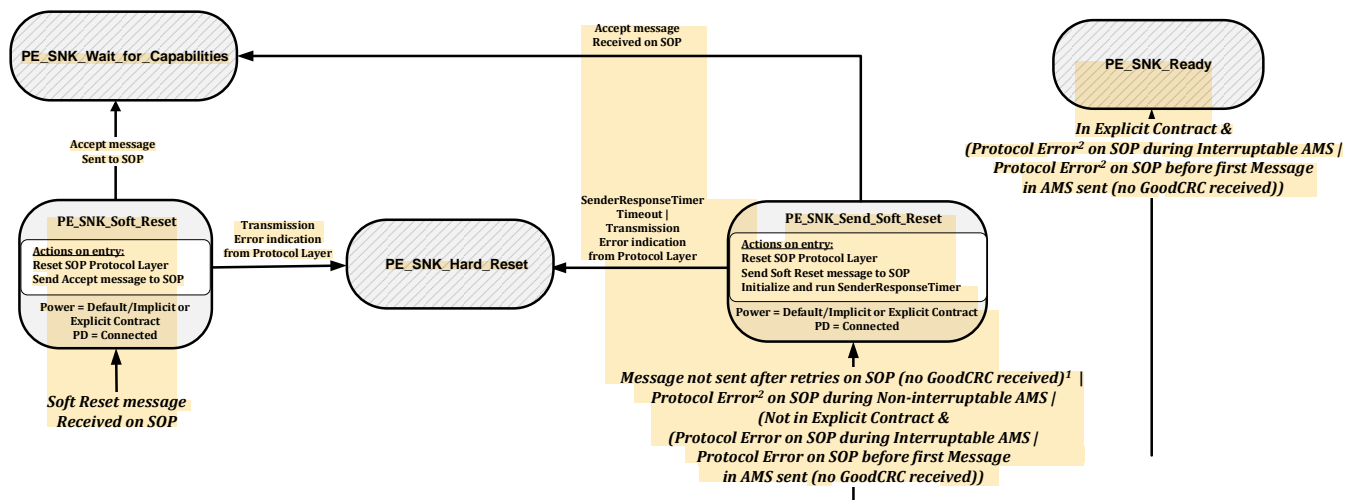 Accept message
Received on SOP
PE_SNK_Wait_for_Capabilities
PE_SNK_Ready
In Explicit Contract &
(Protocol Error² on SOP during Interruptable AMS |
Protocol Error² on SOP before first Message
in AMS sent (no GoodCRC received))
Accept message
Sent to SOP
PE_SNK_Soft_Reset
Actions on entry:
Reset SOP Protocol Layer
Send Accept message to SOP
Power = Default/Implicit or
Explicit Contract
PD = Connected
Transmission
Error indication
from Protocol Layer
PE_SNK_Hard_Reset
SenderResponseTimer
Timeout |
Transmission
Error indication
from Protocol Layer
PE_SNK_Send_Soft_Reset
Actions on entry:
Reset SOP Protocol Layer
Send Soft Reset message to SOP
Initialize and run SenderResponseTimer
Power = Default/Implicit or Explicit Contract
PD = Connected
Soft Reset message
Received on SOP
Message not sent after retries on SOP (no GoodCRC received)¹ |
Protocol Error² on SOP during Non-interruptable AMS |
(Not in Explicit Contract &
(Protocol Error on SOP during Interruptable AMS |
Protocol Error on SOP before first Message
in AMS sent (no GoodCRC received))